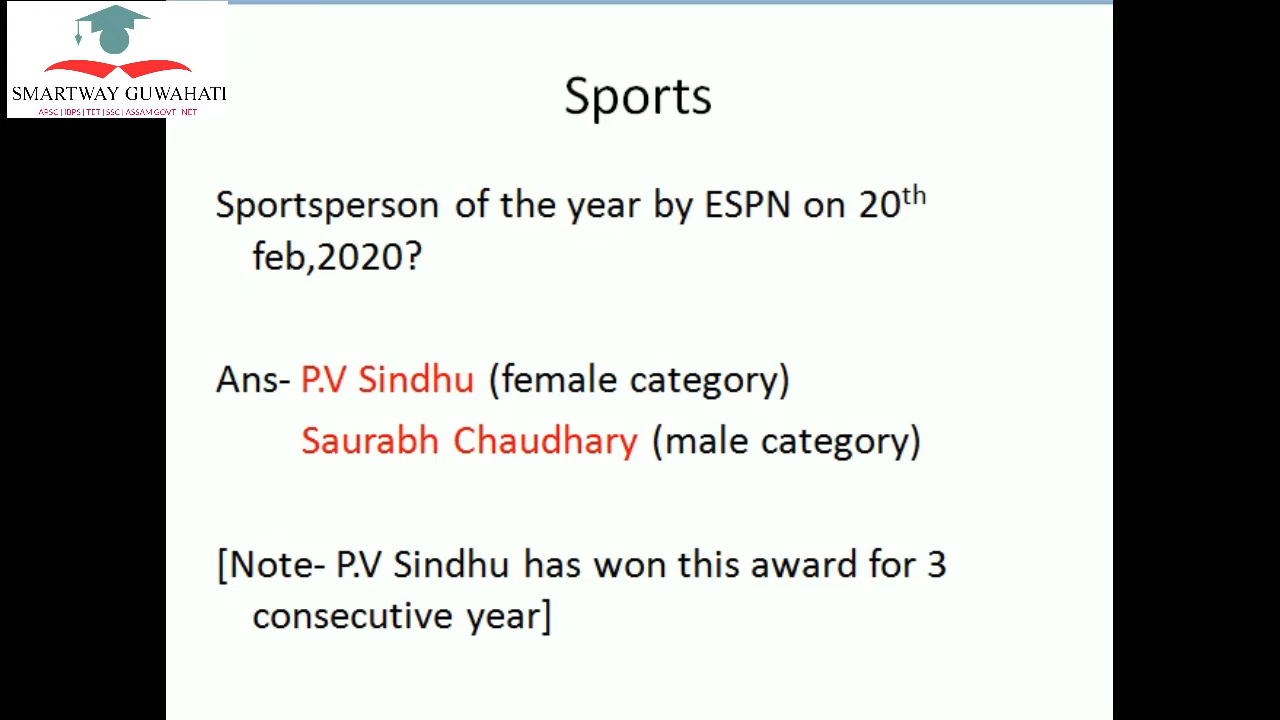 SMARTWAY GUWAHATI
APSC | IBPS | TET | SSC | ASSAM GOVT | NET
Sports
Sportsperson of the year by ESPN on 20th
feb,2020?
Ans- P.V Sindhu (female category)
Saurabh Chaudhary (male category)
[Note- P.V Sindhu has won this award for 3
consecutive year]